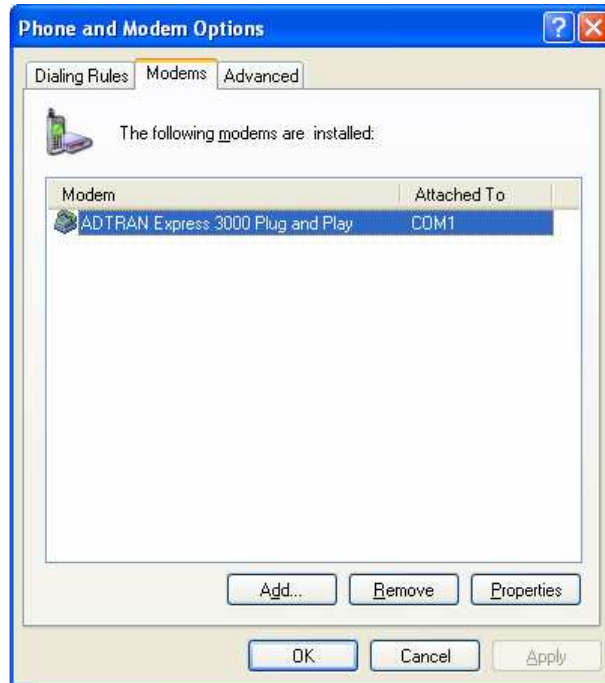 Phone and Modem Options
Dialing Rules Modems Advanced
The following modems are installed:
Modem Attached To
ADTRAN Express 3000 Plug and Play COM1
Add... Remove Properties
OK Cancel Apply